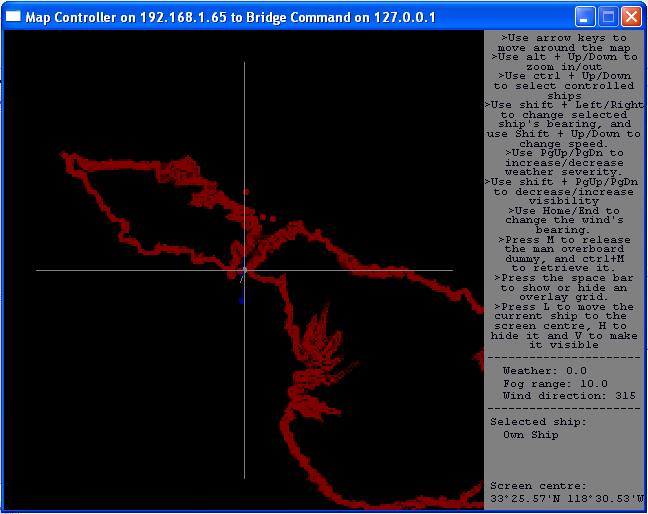 Map Controller on 192.168.1.65 to Bridge Command on 127.0.0.1
>Use arrow keys to
move around the map
>Use alt + Up/Down to
zoom in/out
>Use ctrl + Up/Down
to select controlled
ships
>Use shift + Left/Right
to change selected
ship's bearing, and
use Shift + Up/Down to
change speed.
>Use PgUp/PgDn to
increase/decrease
weather severity.
>Use shift + PgUp/PgDn
to decrease/increase
visibility
>Use Home/End to
change the wind's
bearing.
>Press M to release
the man overboard
dummy, and ctrl+M
to retrieve it.
>Press the space bar
to show or hide an
overlay grid.
>Press L to move the
current ship to the
screen centre, H to
hide it and V to make
it visible
Weather: 0.0
Fog range: 10.0
Wind direction: 315
Selected ship:
Own Ship
Screen centre:
33°25.57'N 118°30.53'W